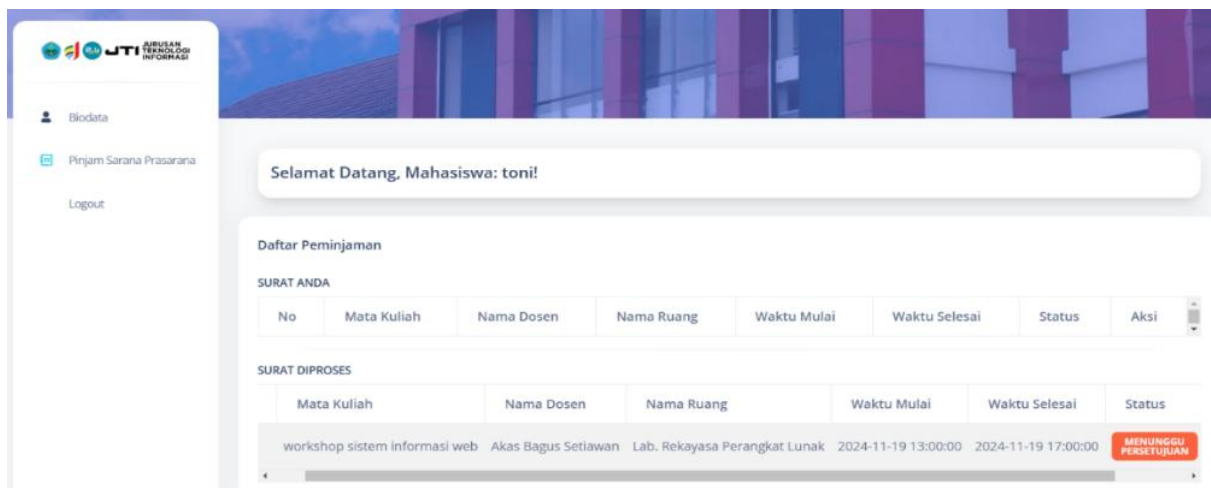 JTI JURUSAN
TEKNOLOGI
INFORMASI
Biodata
Pinjam Sarana Prasarana
Logout
Selamat Datang, Mahasiswa: toni!
Daftar Peminjaman
SURAT ANDA
No Mata Kuliah Nama Dosen Nama Ruang Waktu Mulai Waktu Selesai Status Aksi
SURAT DIPROSES
Mata Kuliah Nama Dosen Nama Ruang Waktu Mulai Waktu Selesai Status
workshop sistem informasi web Akas Bagus Setiawan Lab. Rekayasa Perangkat Lunak 2024-11-19 13:00:00 2024-11-19 17:00:00 MENUNGGU
PERSETUJUAN